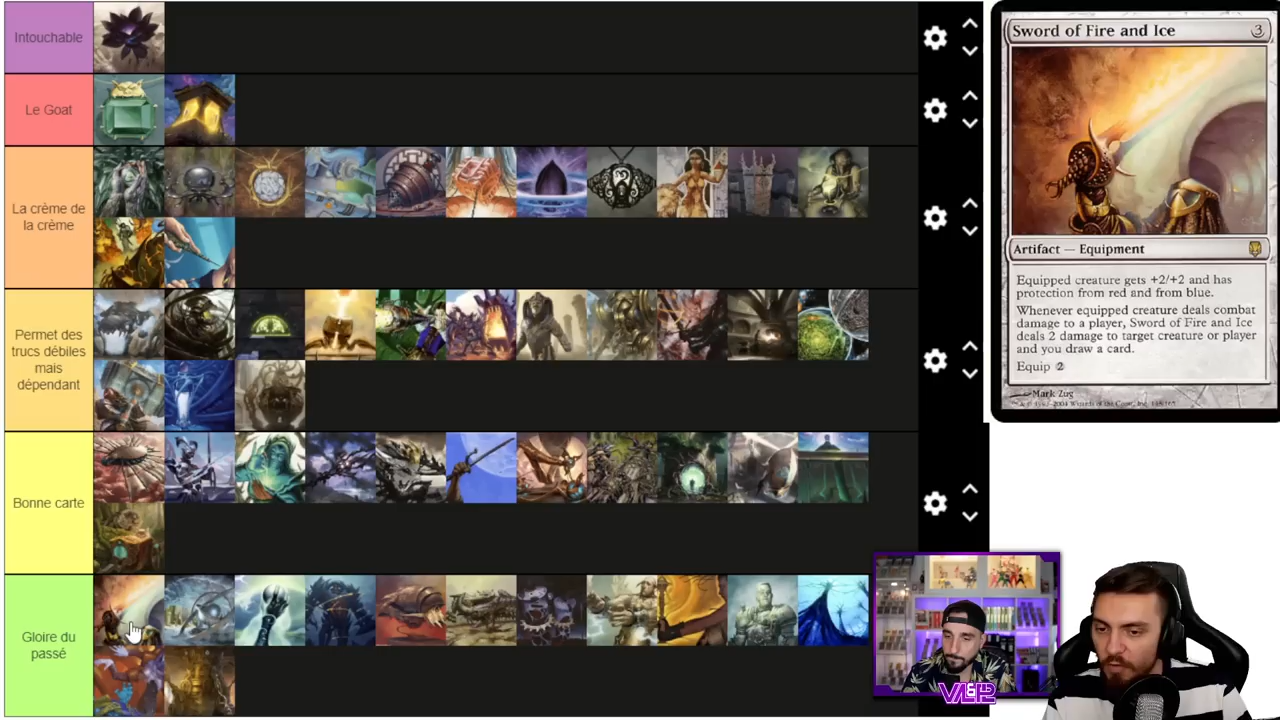 Intouchable
Le Goat
La crème de
la crème
Permet des
trucs débiles
mais
dépendant
Bonne carte
Gloire du
passé
Sword of Fire and Ice 3
Artifact — Equipment
Equipped creature gets +2/+2 and has
protection from red and from blue.
Whenever equipped creature deals combat
damage to a player, Sword of Fire and Ice
deals 2 damage to target creature or player
and you draw a card.
Equip 2
Mark Zug